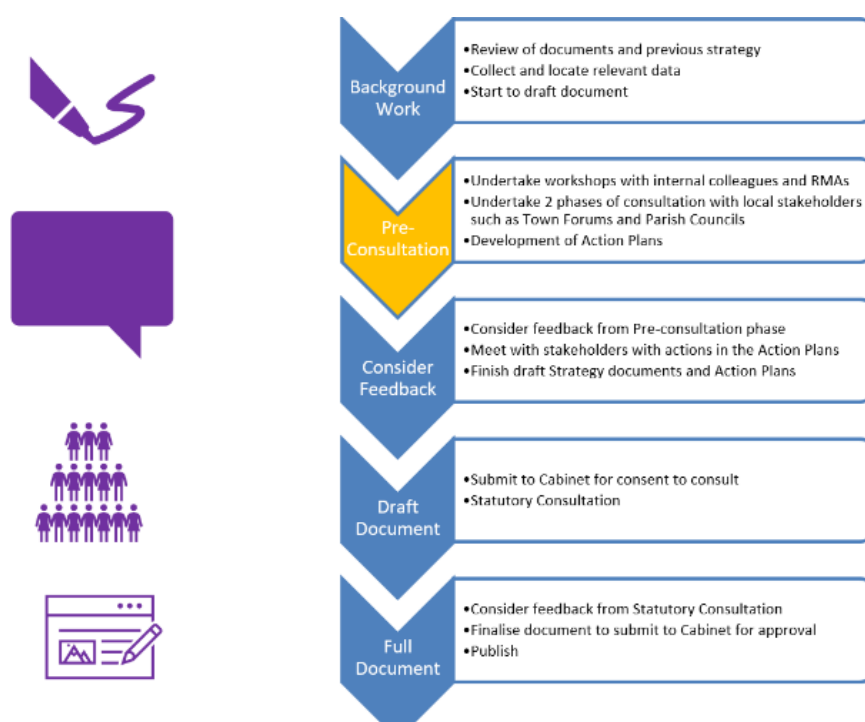 Background
Work
•Review of documents and previous strategy
•Collect and locate relevant data
•Start to draft document
Pre-
Consultation
•Undertake workshops with internal colleagues and RMAs
•Undertake 2 phases of consultation with local stakeholders
such as Town Forums and Parish Councils
•Development of Action Plans
Consider
Feedback
•Consider feedback from Pre-consultation phase
•Meet with stakeholders with actions in the Action Plans
•Finish draft Strategy documents and Action Plans
Draft
Document
•Submit to Cabinet for consent to consult
•Statutory Consultation
Full
Document
•Consider feedback from Statutory Consultation
•Finalise document to submit to Cabinet for approval
•Publish